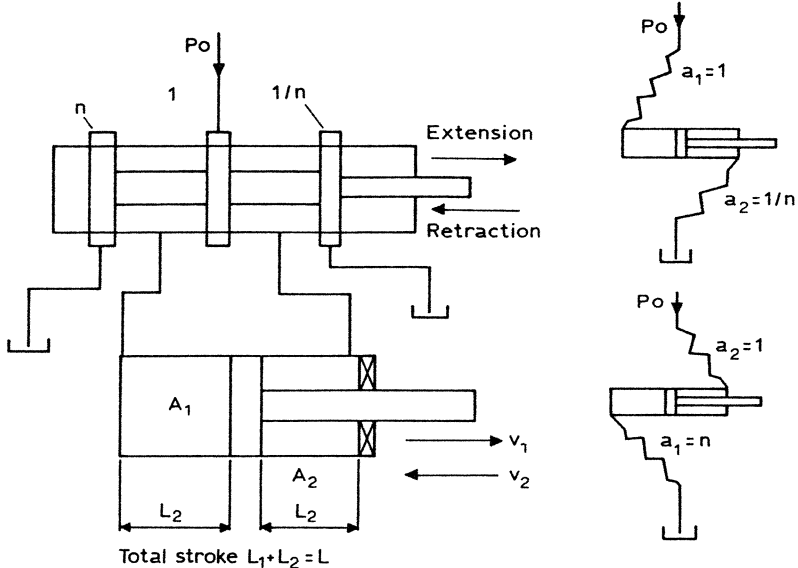 Po
n
1
1/n
Extension
Retraction
A₁
A₂
v₁
v₂
L₂
L₂
Total stroke L₁+L₂ = L
Po
a₁=1
a₂=1/n
Po
a₂=1
a₁=n